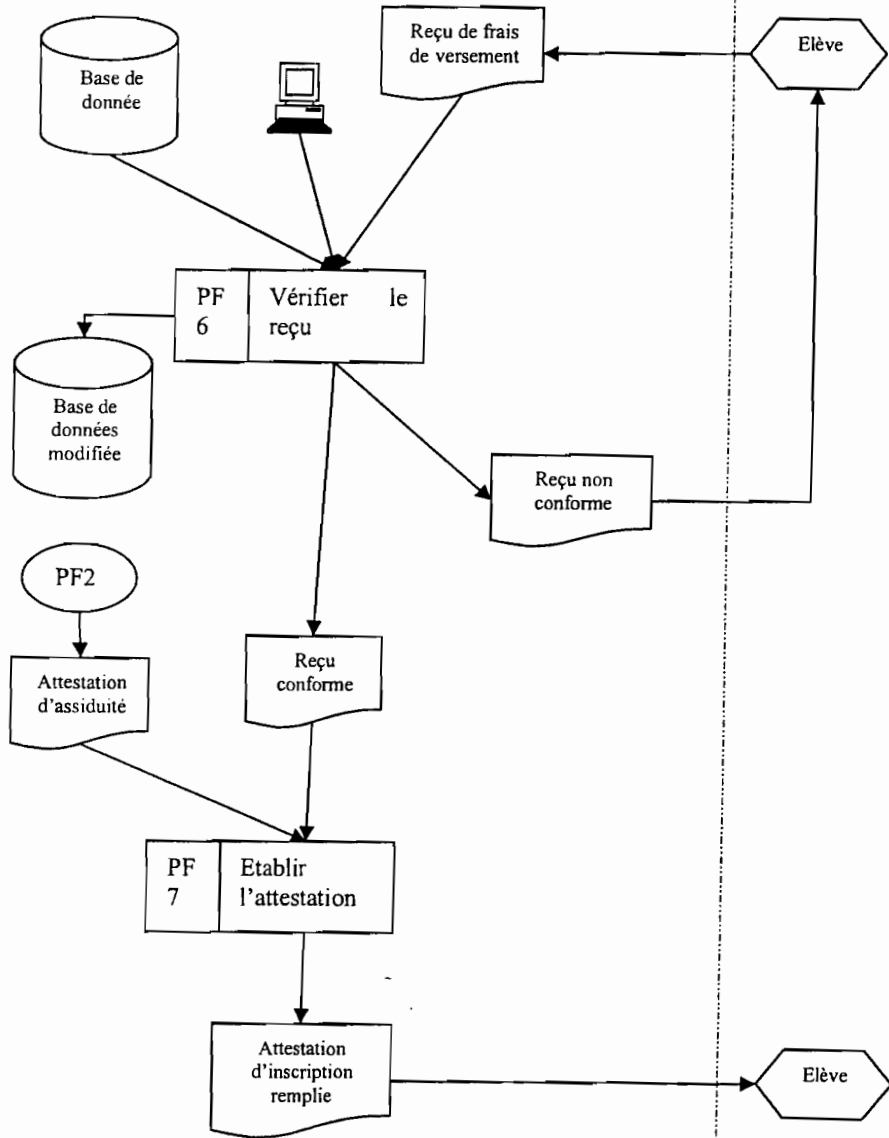 Reçu de frais
de versement
Elève
Base de
donnée
PF
6
Vérifier le
reçu
Base de
données
modifiée
Reçu non
conforme
PF2
Attestation
d'assiduité
Reçu
conforme
PF
7
Etablir
l'attestation
Attestation
d'inscription
remplie
Elève